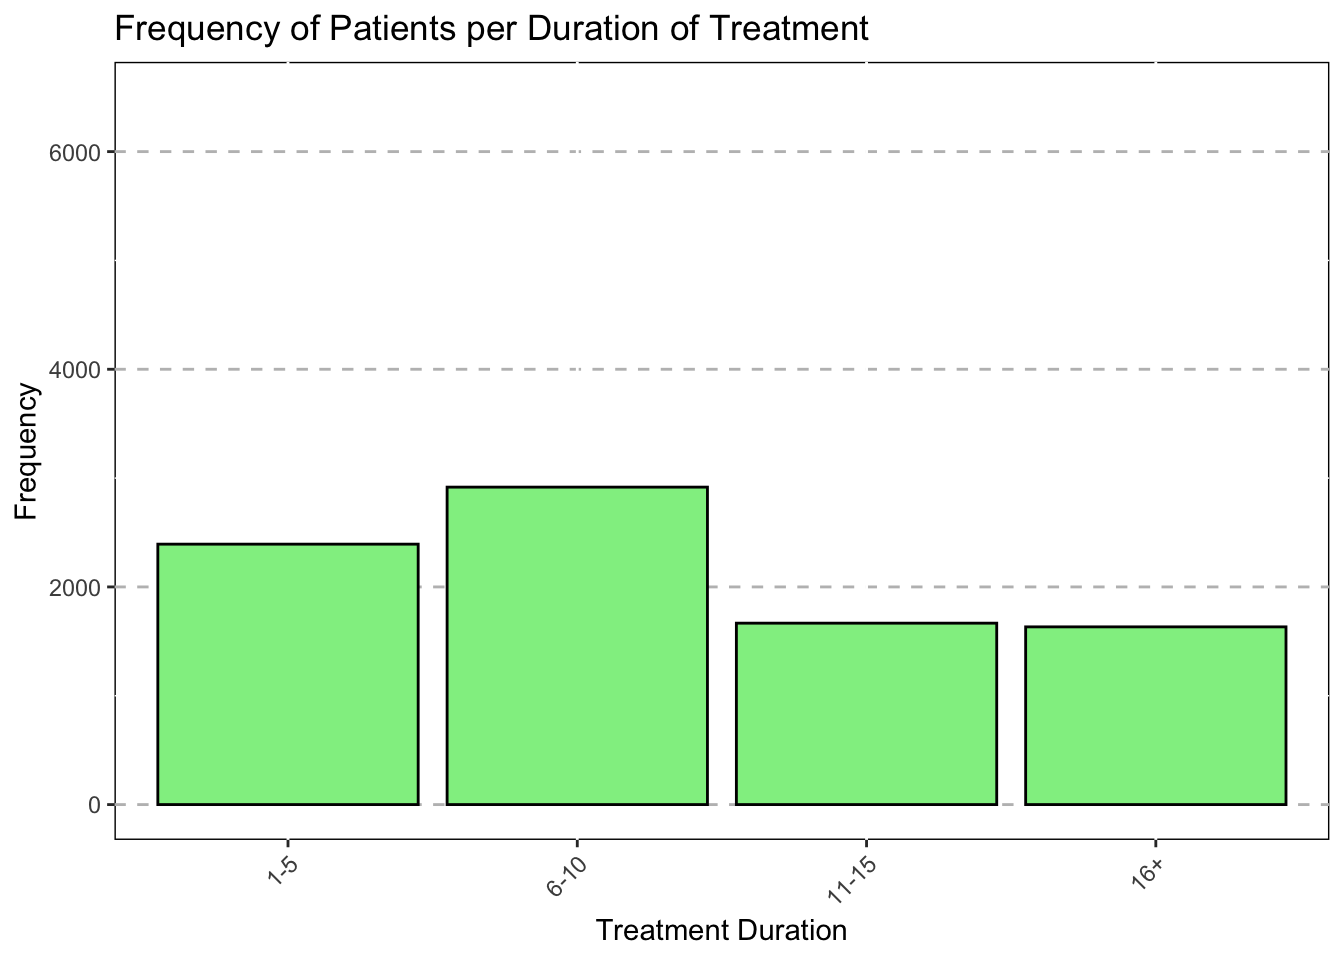 Frequency of Patients per Duration of Treatment
6000
4000
2000
0
Frequency
1-5
6-10
11-15
16+
Treatment Duration